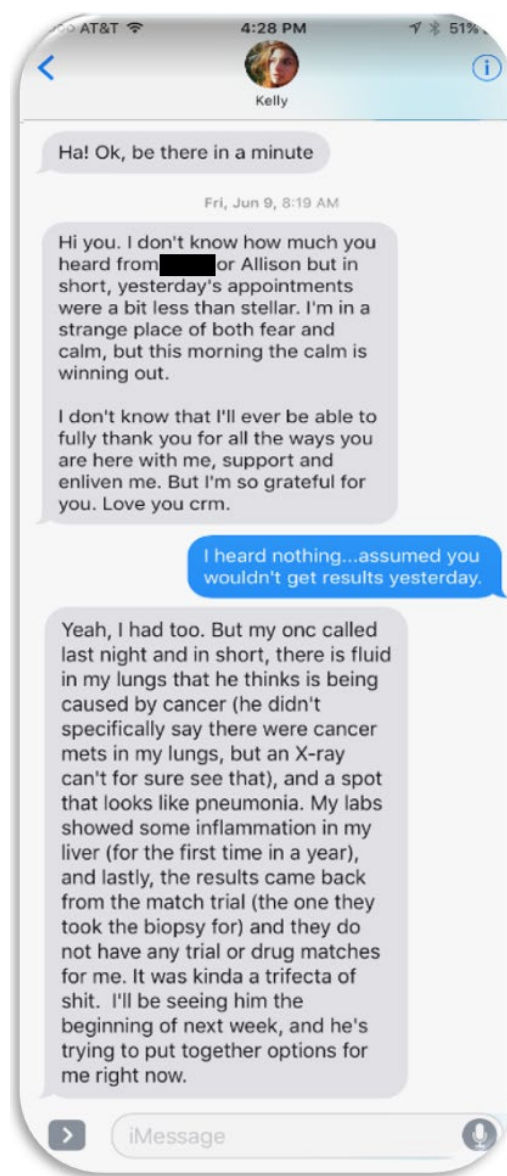 AT&T 4:28 PM 51%
Kelly
Ha! Ok, be there in a minute
Fri, Jun 9, 8:19 AM
Hi you. I don't know how much you
heard from or Allison but in
short, yesterday's appointments
were a bit less than stellar. I'm in a
strange place of both fear and
calm, but this morning the calm is
winning out.
I don't know that I'll ever be able to
fully thank you for all the ways you
are here with me, support and
enliven me. But I'm so grateful for
you. Love you crm.
I heard nothing...assumed you
wouldn't get results yesterday.
Yeah, I had too. But my onc called
last night and in short, there is fluid
in my lungs that he thinks is being
caused by cancer (he didn't
specifically say there were cancer
mets in my lungs, but an X-ray
can't for sure see that), and a spot
that looks like pneumonia. My labs
showed some inflammation in my
liver (for the first time in a year),
and lastly, the results came back
from the match trial (the one they
took the biopsy for) and they do
not have any trial or drug matches
for me. It was kinda a trifecta of
shit. I'll be seeing him the
beginning of next week, and he's
trying to put together options for
me right now.
iMessage